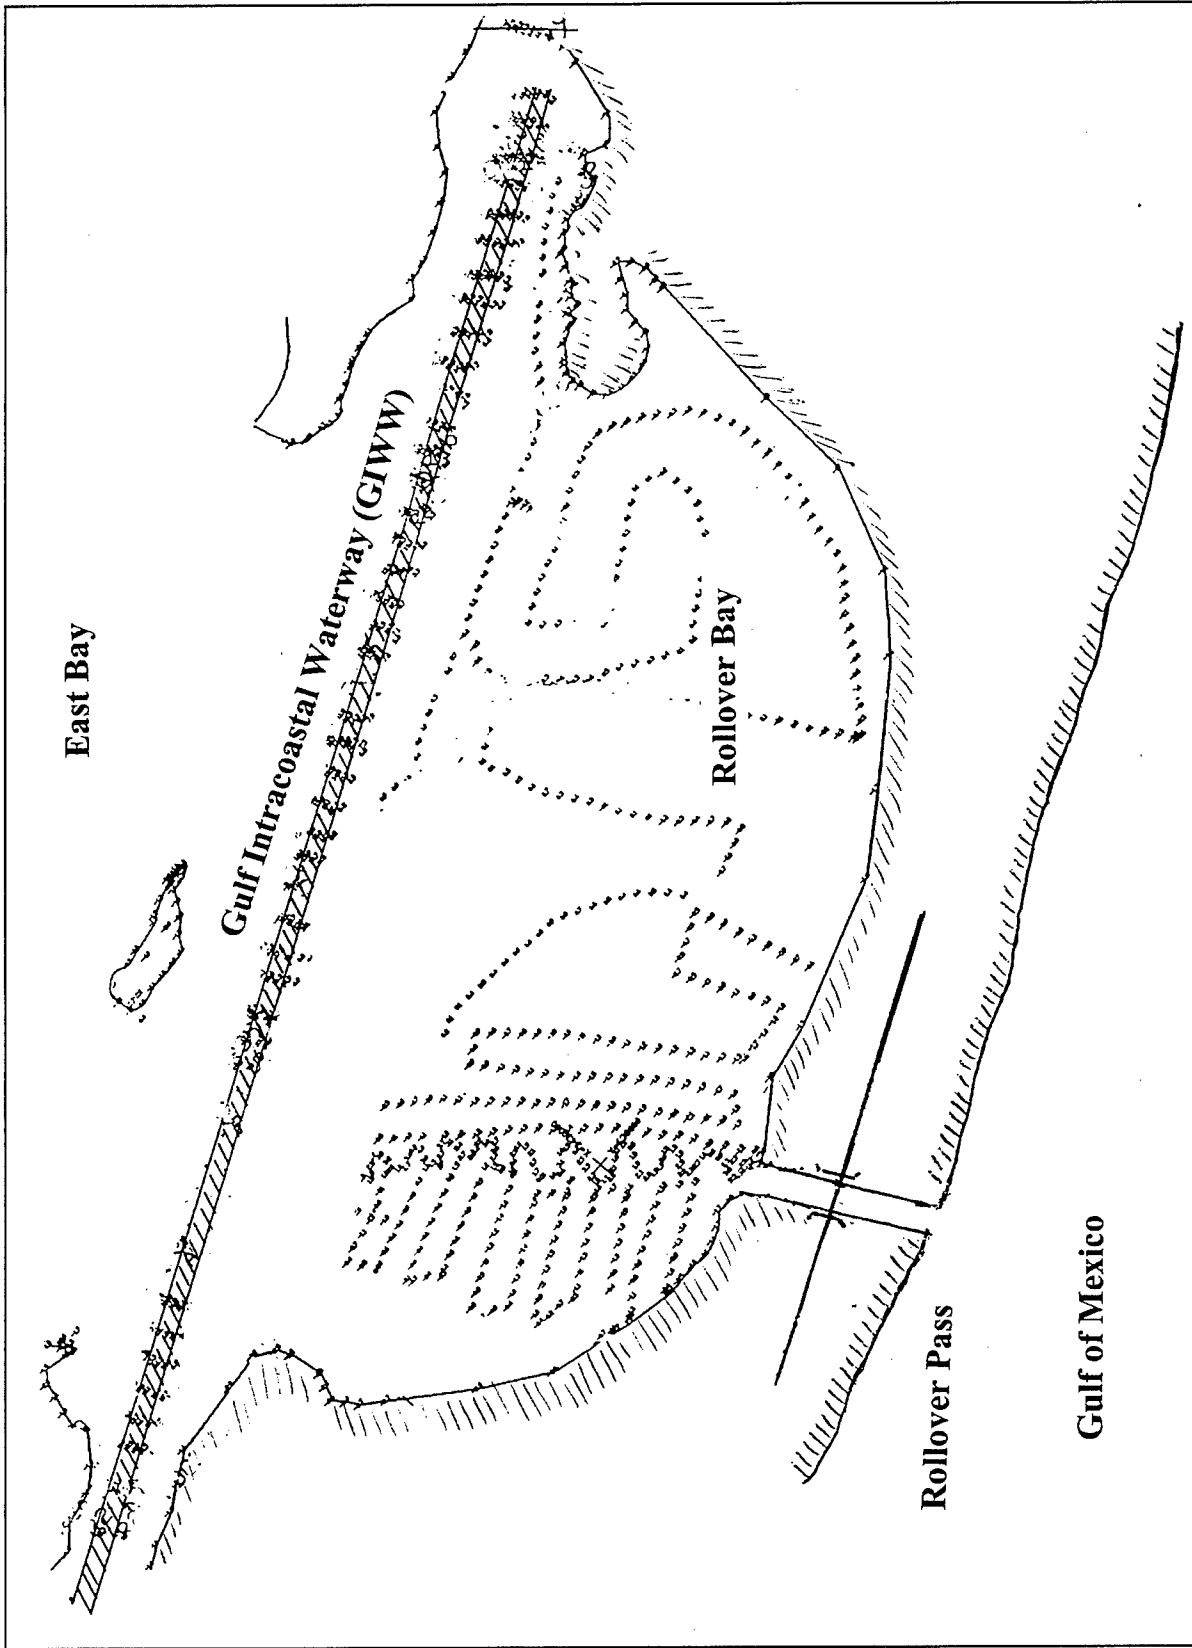 East Bay
Gulf Intracoastal Waterway (GIWW)
Rollover Bay
Rollover Pass
Gulf of Mexico